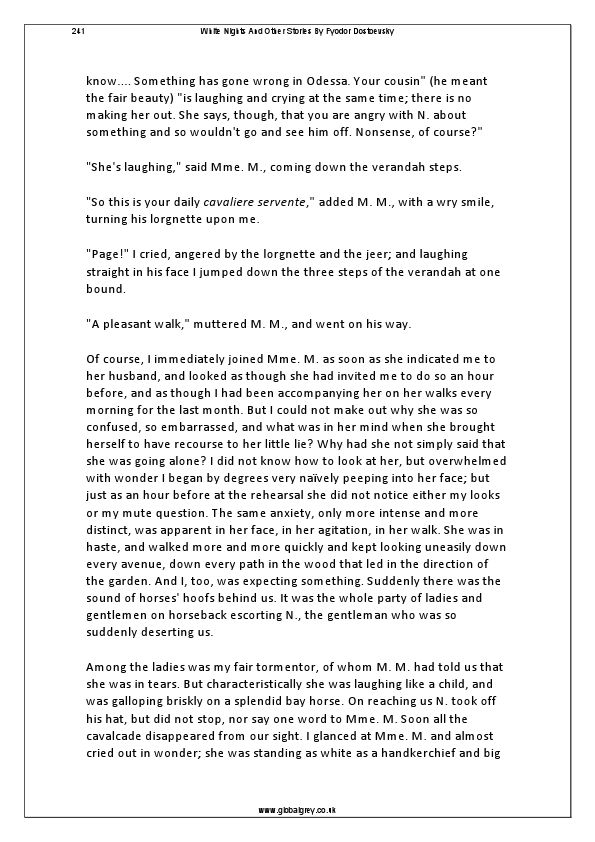 241 White Nights And Other Stories By Fyodor Dostoevsky
know.... Something has gone wrong in Odessa. Your cousin" (he meant
the fair beauty) "is laughing and crying at the same time; there is no
making her out. She says, though, that you are angry with N. about
something and so wouldn't go and see him off. Nonsense, of course?"
"She's laughing," said Mme. M., coming down the verandah steps.
"So this is your daily cavaliere servente," added M. M., with a wry smile,
turning his lorgnette upon me.
"Page!" I cried, angered by the lorgnette and the jeer; and laughing
straight in his face I jumped down the three steps of the verandah at one
bound.
"A pleasant walk," muttered M. M., and went on his way.
Of course, I immediately joined Mme. M. as soon as she indicated me to
her husband, and looked as though she had invited me to do so an hour
before, and as though I had been accompanying her on her walks every
morning for the last month. But I could not make out why she was so
confused, so embarrassed, and what was in her mind when she brought
herself to have recourse to her little lie? Why had she not simply said that
she was going alone? I did not know how to look at her, but overwhelmed
with wonder I began by degrees very naïvely peeping into her face; but
just as an hour before at the rehearsal she did not notice either my looks
or my mute question. The same anxiety, only more intense and more
distinct, was apparent in her face, in her agitation, in her walk. She was in
haste, and walked more and more quickly and kept looking uneasily down
every avenue, down every path in the wood that led in the direction of
the garden. And I, too, was expecting something. Suddenly there was the
sound of horses' hoofs behind us. It was the whole party of ladies and
gentlemen on horseback escorting N., the gentleman who was so
suddenly deserting us.
Among the ladies was my fair tormentor, of whom M. M. had told us that
she was in tears. But characteristically she was laughing like a child, and
was galloping briskly on a splendid bay horse. On reaching us N. took off
his hat, but did not stop, nor say one word to Mme. M. Soon all the
cavalcade disappeared from our sight. I glanced at Mme. M. and almost
cried out in wonder; she was standing as white as a handkerchief and big
www.globalgrey.co.uk